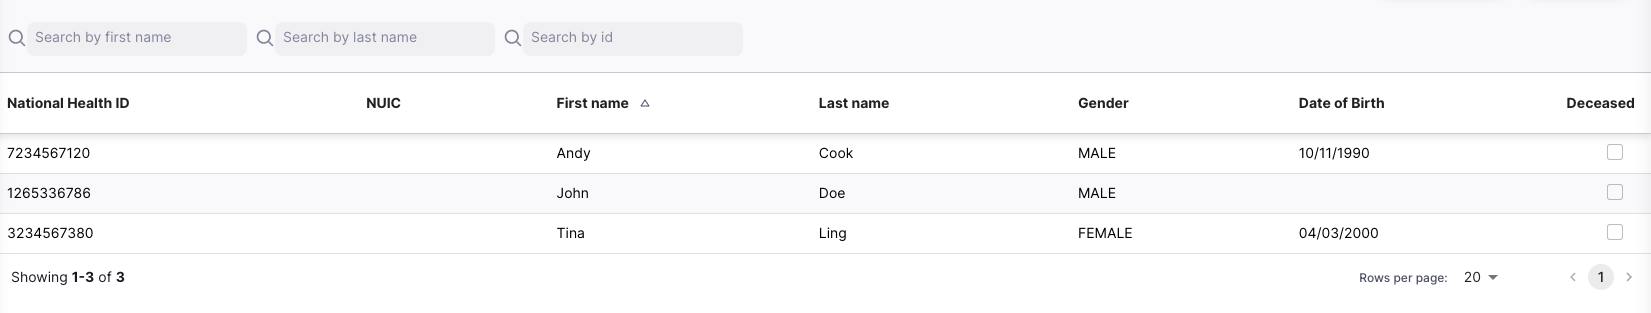 Search by first name Search by last name Search by id
National Health ID NUIC First name Last name Gender Date of Birth Deceased
7234567120 Andy Cook MALE 10/11/1990
1265336786 John Doe MALE
3234567380 Tina Ling FEMALE 04/03/2000
Showing 1-3 of 3 Rows per page: 20 1